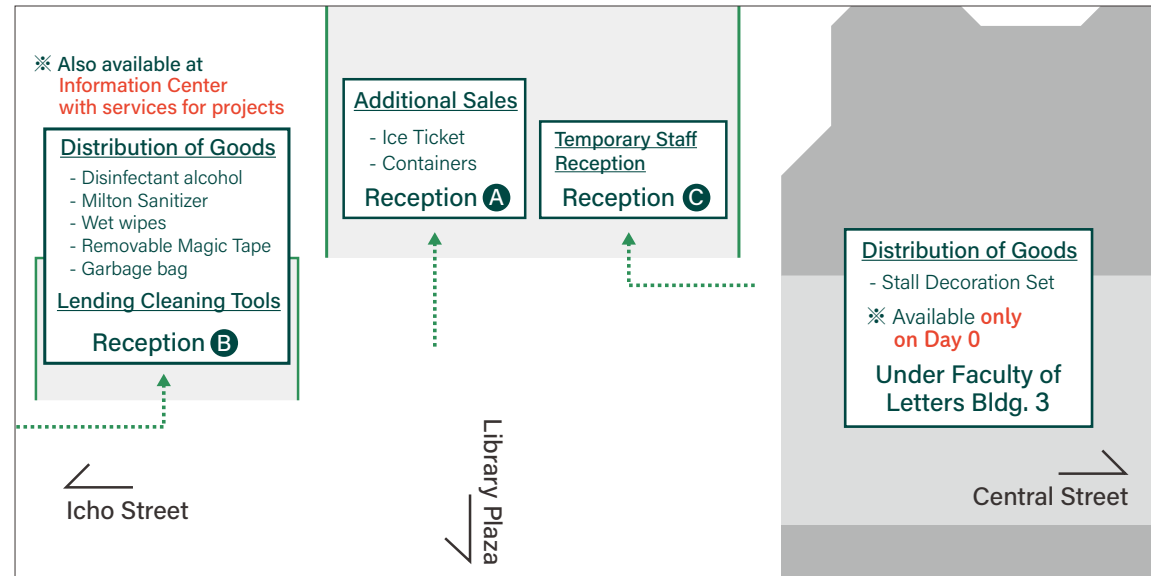 ※ Also available at
Information Center
with services for projects
Distribution of Goods
- Disinfectant alcohol
- Milton Sanitizer
- Wet wipes
- Removable Magic Tape
- Garbage bag
Lending Cleaning Tools
Reception B
Additional Sales
- Ice Ticket
- Containers
Reception A
Temporary Staff
Reception
Reception C
Distribution of Goods
- Stall Decoration Set
※ Available only
on Day 0
Under Faculty of
Letters Bldg. 3
Icho Street
Library Plaza
Central Street